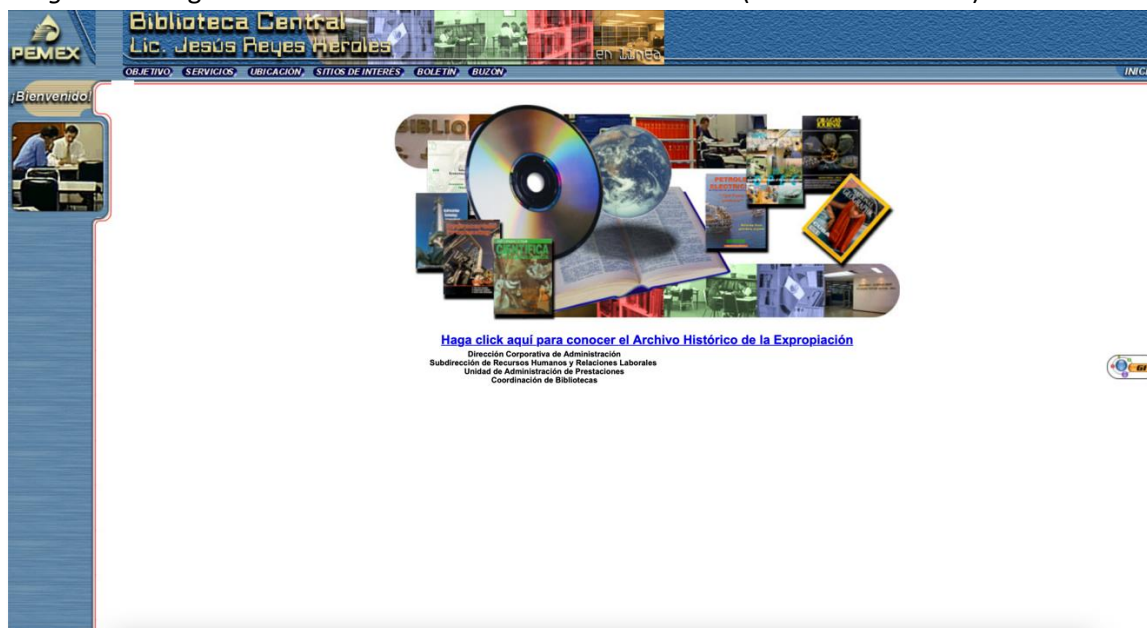 PEMEX
Biblioteca Central
Lic. Jesús Reyes Heroles
en línea
OBJETIVO SERVICIOS UBICACIÓN SITIOS DE INTERÉS BOLETÍN BUZÓN
¡Bienvenido!
BIBLIO
CIENTIFICA
Haga click aquí para conocer el Archivo Histórico de la Expropiación
Dirección Corporativa de Administración
Subdirección de Recursos Humanos y Relaciones Laborales
Unidad de Administración de Prestaciones
Coordinación de Bibliotecas